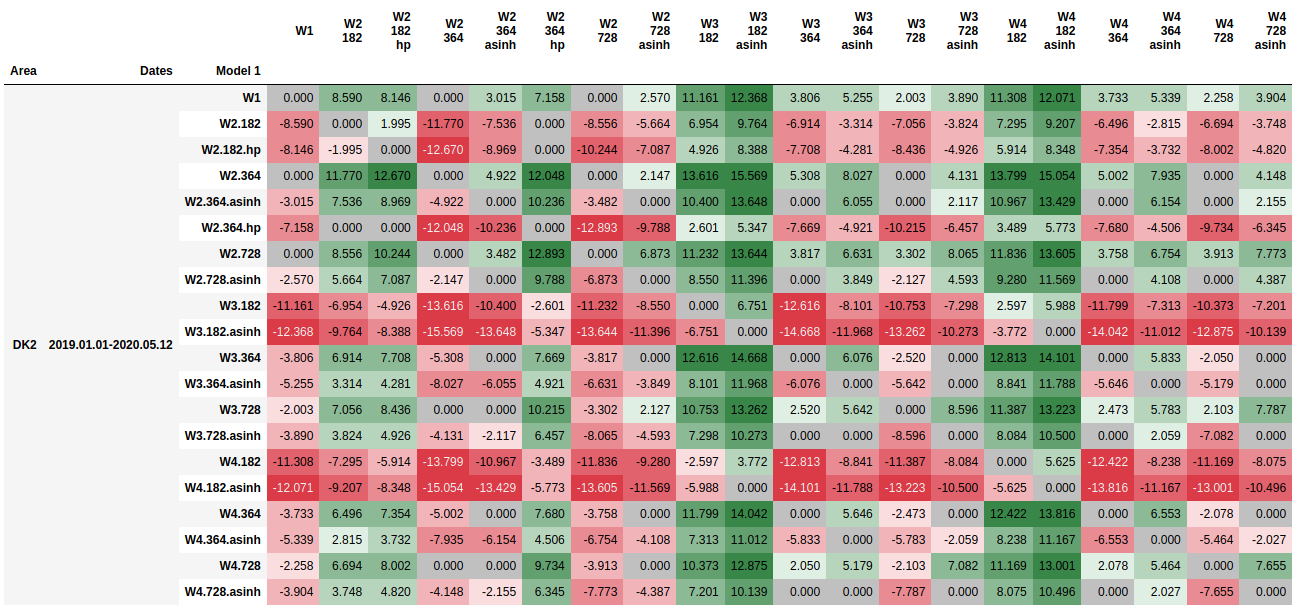 W1
W2
182
W2
182
hp
W2
364
W2
364
asinh
W2
364
hp
W2
728
W2
728
asinh
W3
182
W3
182
asinh
W3
364
W3
364
asinh
W3
728
W3
728
asinh
W4
182
W4
182
asinh
W4
364
W4
364
asinh
W4
728
W4
728
asinh
Area Dates Model 1
DK2 2019.01.01-2020.05.12
W1 0.000 8.590 8.146 0.000 3.015 7.158 0.000 2.570 11.161 12.368 3.806 5.255 2.003 3.890 11.308 12.071 3.733 5.339 2.258 3.904
W2.182 -8.590 0.000 1.995 -11.770 -7.536 0.000 -8.556 -5.664 6.954 9.764 -6.914 -3.314 -7.056 -3.824 7.295 9.207 -6.496 -2.815 -6.694 -3.748
W2.182.hp -8.146 -1.995 0.000 -12.670 -8.969 0.000 -10.244 -7.087 4.926 8.388 -7.708 -4.281 -8.436 -4.926 5.914 8.348 -7.354 -3.732 -8.002 -4.820
W2.364 0.000 11.770 12.670 0.000 4.922 12.048 0.000 2.147 13.616 15.569 5.308 8.027 0.000 4.131 13.799 15.054 5.002 7.935 0.000 4.148
W2.364.asinh -3.015 7.536 8.969 -4.922 0.000 10.236 -3.482 0.000 10.400 13.648 0.000 6.055 0.000 2.117 10.967 13.429 0.000 6.154 0.000 2.155
W2.364.hp -7.158 0.000 0.000 -12.048 -10.236 0.000 -12.893 -9.788 2.601 5.347 -7.669 -4.921 -10.215 -6.457 3.489 5.773 -7.680 -4.506 -9.734 -6.345
W2.728 0.000 8.556 10.244 0.000 3.482 12.893 0.000 6.873 11.232 13.644 3.817 6.631 3.302 8.065 11.836 13.605 3.758 6.754 3.913 7.773
W2.728.asinh -2.570 5.664 7.087 -2.147 0.000 9.788 -6.873 0.000 8.550 11.396 0.000 3.849 -2.127 4.593 9.280 11.569 0.000 4.108 0.000 4.387
W3.182 -11.161 -6.954 -4.926 -13.616 -10.400 -2.601 -11.232 -8.550 0.000 6.751 -12.616 -8.101 -10.753 -7.298 2.597 5.988 -11.799 -7.313 -10.373 -7.201
W3.182.asinh -12.368 -9.764 -8.388 -15.569 -13.648 -5.347 -13.644 -11.396 -6.751 0.000 -14.668 -11.968 -13.262 -10.273 -3.772 0.000 -14.042 -11.012 -12.875 -10.139
W3.364 -3.806 6.914 7.708 -5.308 0.000 7.669 -3.817 0.000 12.616 14.668 0.000 6.076 -2.520 0.000 12.813 14.101 0.000 5.833 -2.050 0.000
W3.364.asinh -5.255 3.314 4.281 -8.027 -6.055 4.921 -6.631 -3.849 8.101 11.968 -6.076 0.000 -5.642 0.000 8.841 11.788 -5.646 0.000 -5.179 0.000
W3.728 -2.003 7.056 8.436 0.000 0.000 10.215 -3.302 2.127 10.753 13.262 2.520 5.642 0.000 8.596 11.387 13.223 2.473 5.783 2.103 7.787
W3.728.asinh -3.890 3.824 4.926 -4.131 -2.117 6.457 -8.065 -4.593 7.298 10.273 0.000 0.000 -8.596 0.000 8.084 10.500 0.000 2.059 -7.082 0.000
W4.182 -11.308 -7.295 -5.914 -13.799 -10.967 -3.489 -11.836 -9.280 -2.597 3.772 -12.813 -8.841 -11.387 -8.084 0.000 5.625 -12.422 -8.238 -11.169 -8.075
W4.182.asinh -12.071 -9.207 -8.348 -15.054 -13.429 -5.773 -13.605 -11.569 -5.988 0.000 -14.101 -11.788 -13.223 -10.500 -5.625 0.000 -13.816 -11.167 -13.001 -10.496
W4.364 -3.733 6.496 7.354 -5.002 0.000 7.680 -3.758 0.000 11.799 14.042 0.000 5.646 -2.473 0.000 12.422 13.816 0.000 6.553 -2.078 0.000
W4.364.asinh -5.339 2.815 3.732 -7.935 -6.154 4.506 -6.754 -4.108 7.313 11.012 -5.833 0.000 -5.783 -2.059 8.238 11.167 -6.553 0.000 -5.464 -2.027
W4.728 -2.258 6.694 8.002 0.000 0.000 9.734 -3.913 0.000 10.373 12.875 2.050 5.179 -2.103 7.082 11.169 13.001 2.078 5.464 0.000 7.655
W4.728.asinh -3.904 3.748 4.820 -4.148 -2.155 6.345 -7.773 -4.387 7.201 10.139 0.000 0.000 -7.787 0.000 8.075 10.496 0.000 2.027 -7.655 0.000